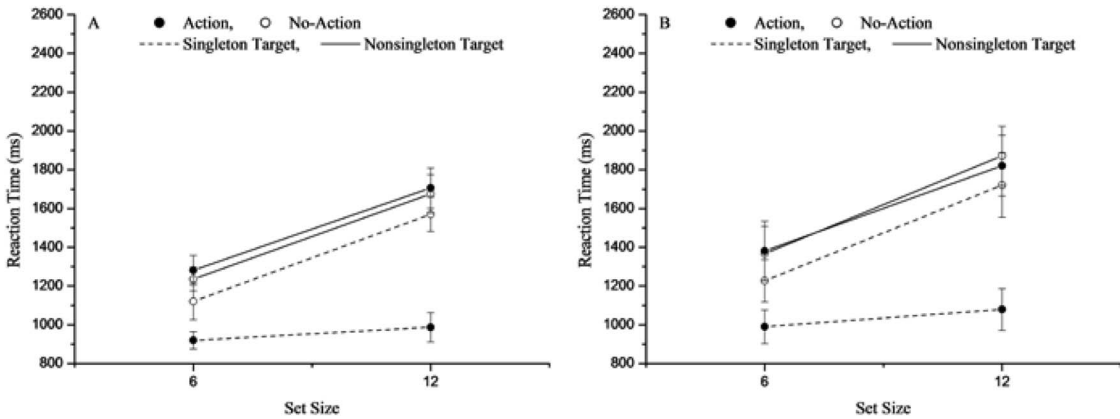 A
Action, No-Action
Singleton Target, Nonsingleton Target
2600
2400
2200
2000
1800
1600
1400
1200
1000
800
Reaction Time (ms)
6 12
Set Size
B
Action, No-Action
Singleton Target, Nonsingleton Target
2600
2400
2200
2000
1800
1600
1400
1200
1000
800
Reaction Time (ms)
6 12
Set Size